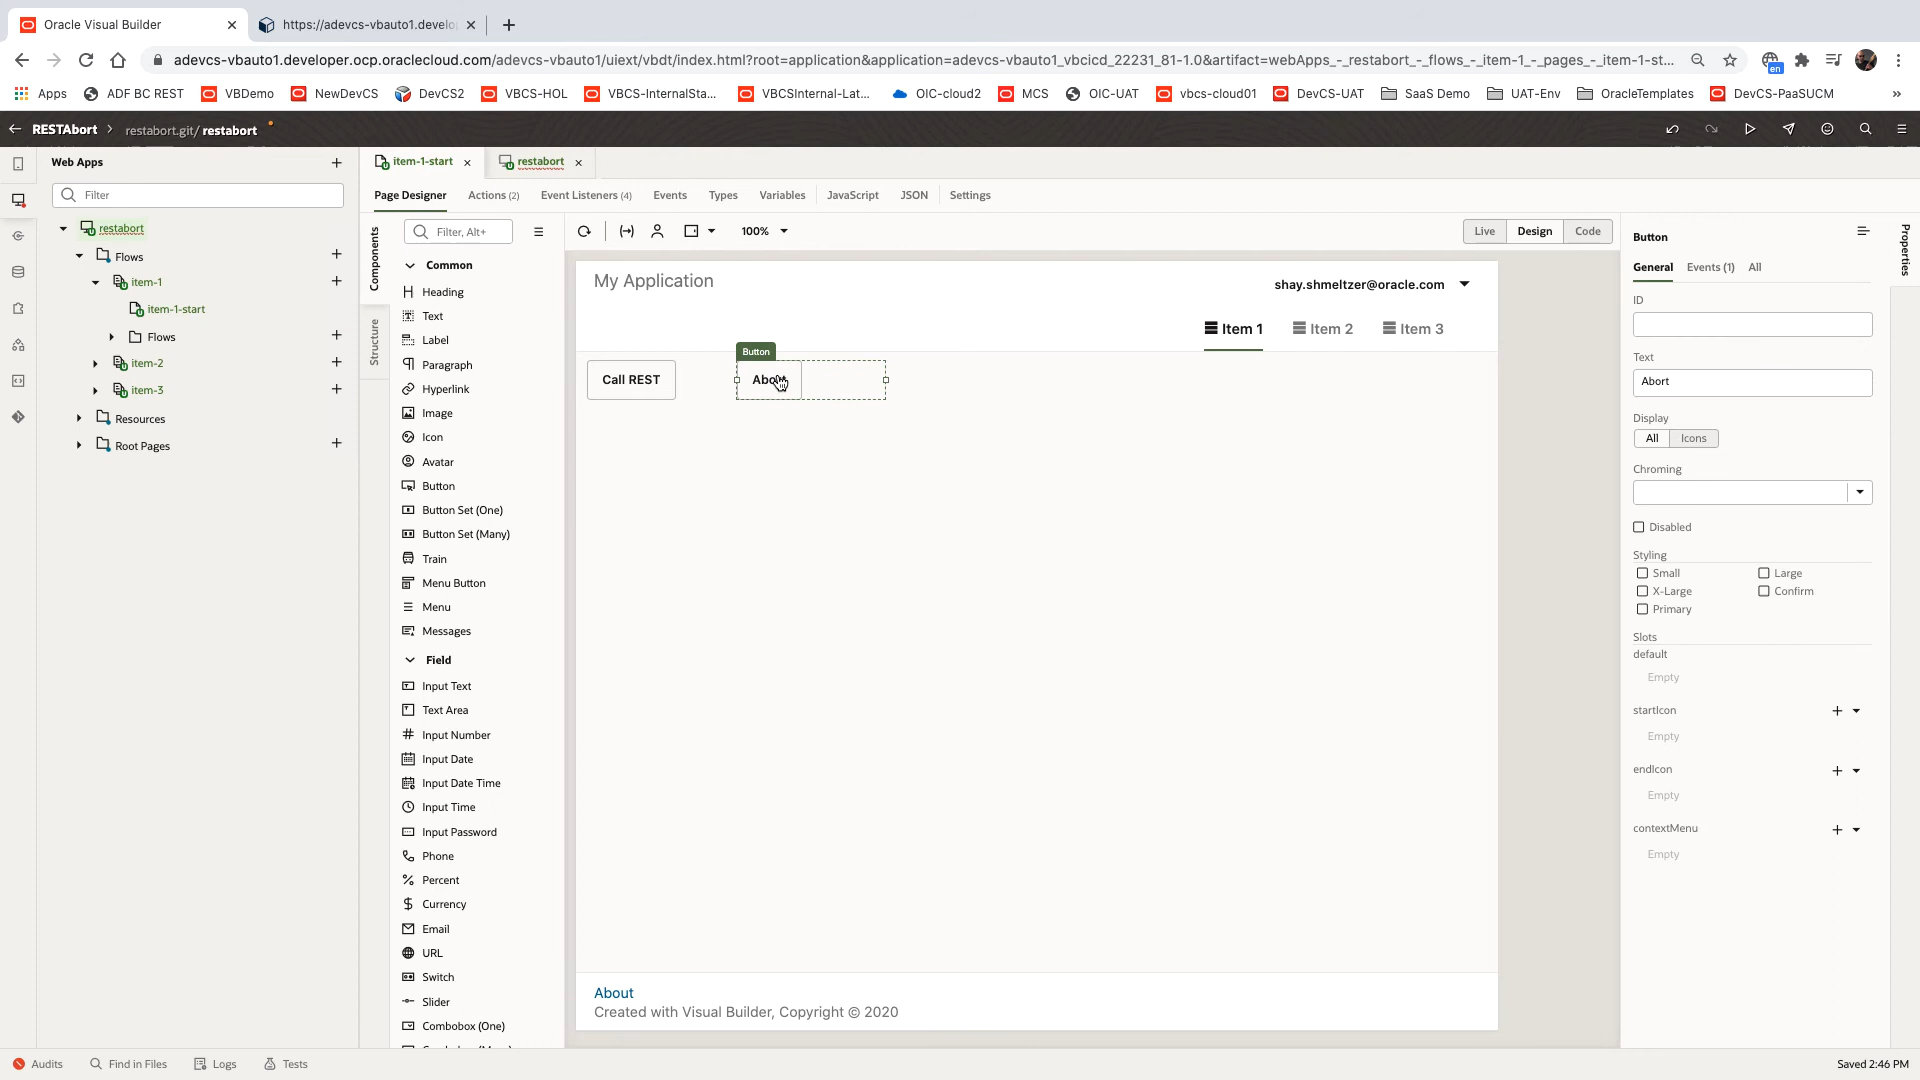 Oracle Visual Builder
https://adevcs-vbauto1.develo
adevcs-vbauto1.developer.ocp.oraclecloud.com/adevcs-vbauto1/uiext/vbdt/index.html?root=application&application=adevcs-vbauto1_vbcicd_22231_81-1.0&artifact=webApps_-_restabort_-_flows_-_item-1_-_pages_-_item-1-st...
en
Apps
ADF BC REST
VBDemo
NewDevCS
DevCS2
VBCS-HOL
VBCS-InternalSta...
VBCSInternal-Lat...
OIC-cloud2
MCS
OIC-UAT
vbcs-cloud01
DevCS-UAT
SaaS Demo
UAT-Env
OracleTemplates
DevCS-PaaSUCM
»
RESTAbort > restabort.git/ restabort
Web Apps
Filter
restabort
Flows
item-1
item-1-start
Flows
item-2
item-3
Resources
Root Pages
item-1-start
restabort
Page Designer
Actions (2)
Event Listeners (4)
Events
Types
Variables
JavaScript
JSON
Settings
Components
Structure
Filter, Alt+
Common
Heading
Text
Label
Paragraph
Hyperlink
Image
Icon
Avatar
Button
Button Set (One)
Button Set (Many)
Train
Menu Button
Menu
Messages
Field
Input Text
Text Area
Input Number
Input Date
Input Date Time
Input Time
Input Password
Phone
Percent
Currency
Email
URL
Switch
Slider
Combobox (One)
100%
Live
Design
Code
My Application
shay.shmeltzer@oracle.com
Item 1
Item 2
Item 3
Button
Call REST
Abort
About
Created with Visual Builder, Copyright © 2020
Button
Properties
General
Events (1)
All
ID
Text
Abort
Display
All
Icons
Chroming
Disabled
Styling
Small
Large
X-Large
Confirm
Primary
Slots
default
Empty
startIcon
Empty
endIcon
Empty
contextMenu
Empty
Audits
Find in Files
Logs
Tests
Saved 2:46 PM